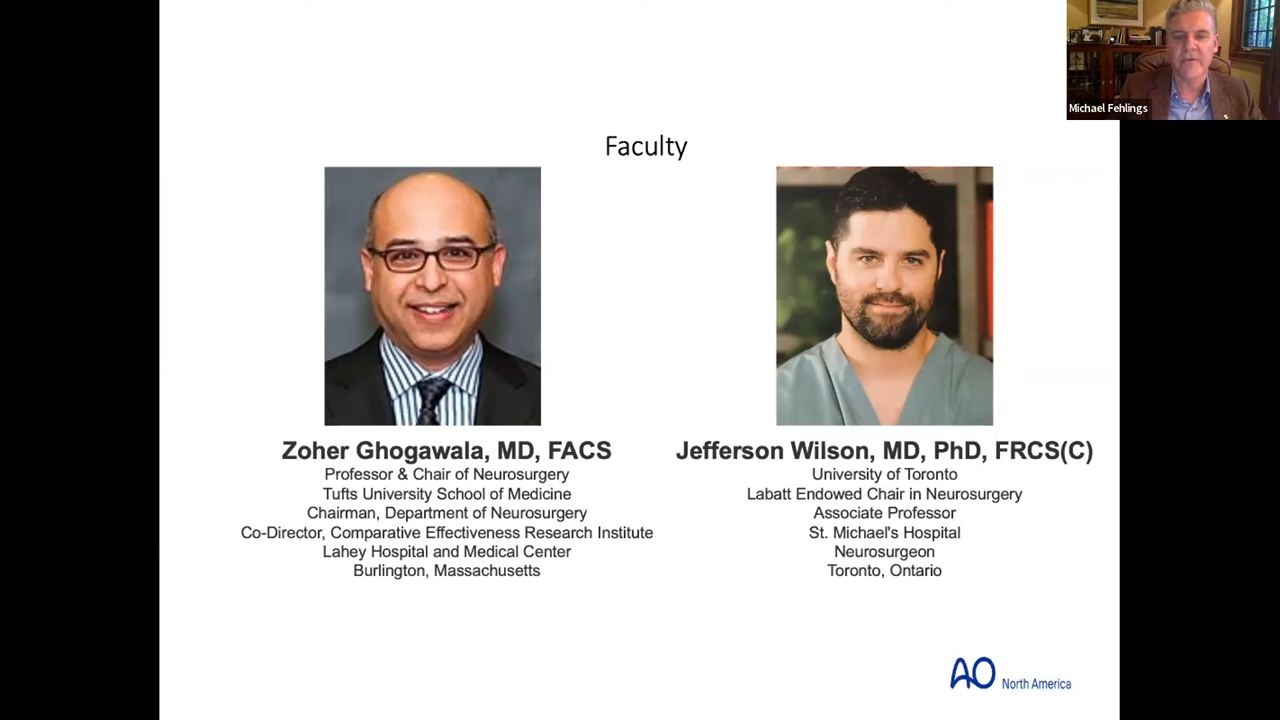 Michael Fehlings
Faculty
Zoher Ghogawala, MD, FACS
Professor & Chair of Neurosurgery
Tufts University School of Medicine
Chairman, Department of Neurosurgery
Co-Director, Comparative Effectiveness Research Institute
Lahey Hospital and Medical Center
Burlington, Massachusetts
Jefferson Wilson, MD, PhD, FRCS(C)
University of Toronto
Labatt Endowed Chair in Neurosurgery
Associate Professor
St. Michael's Hospital
Neurosurgeon
Toronto, Ontario
AO North America